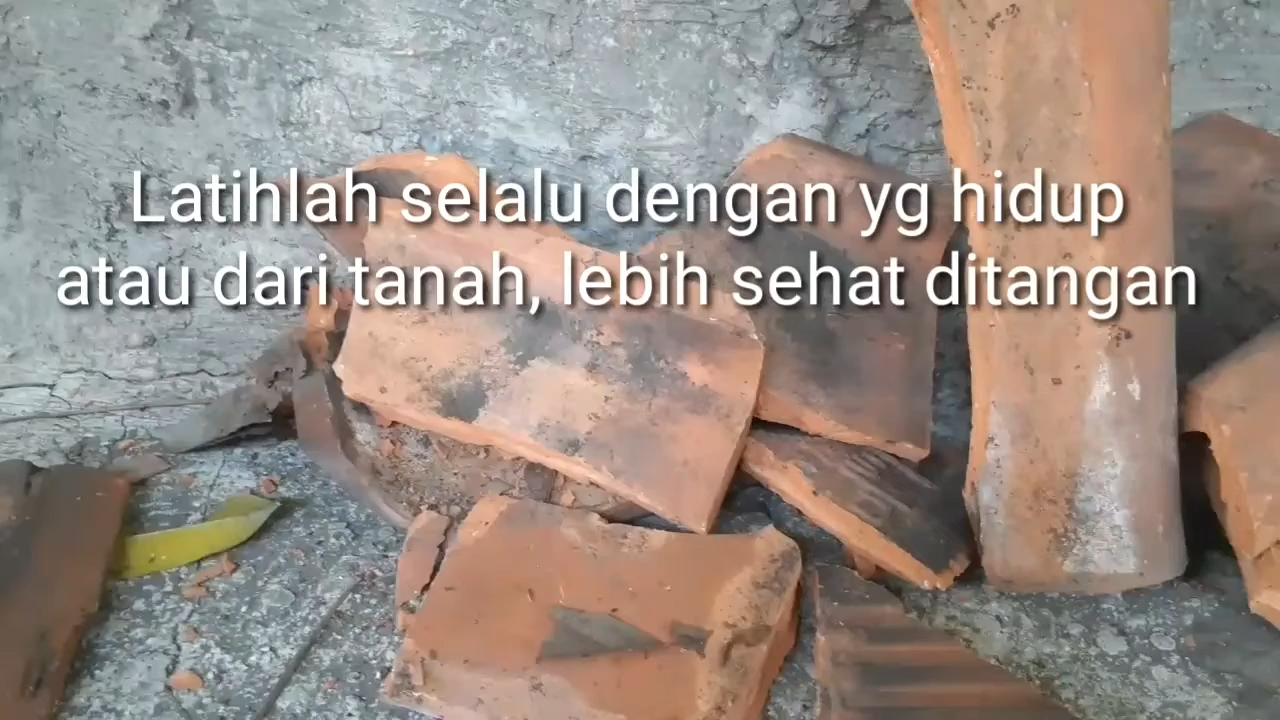 Latihlah selalu dengan yg hidup
atau dari tanah, lebih sehat ditangan